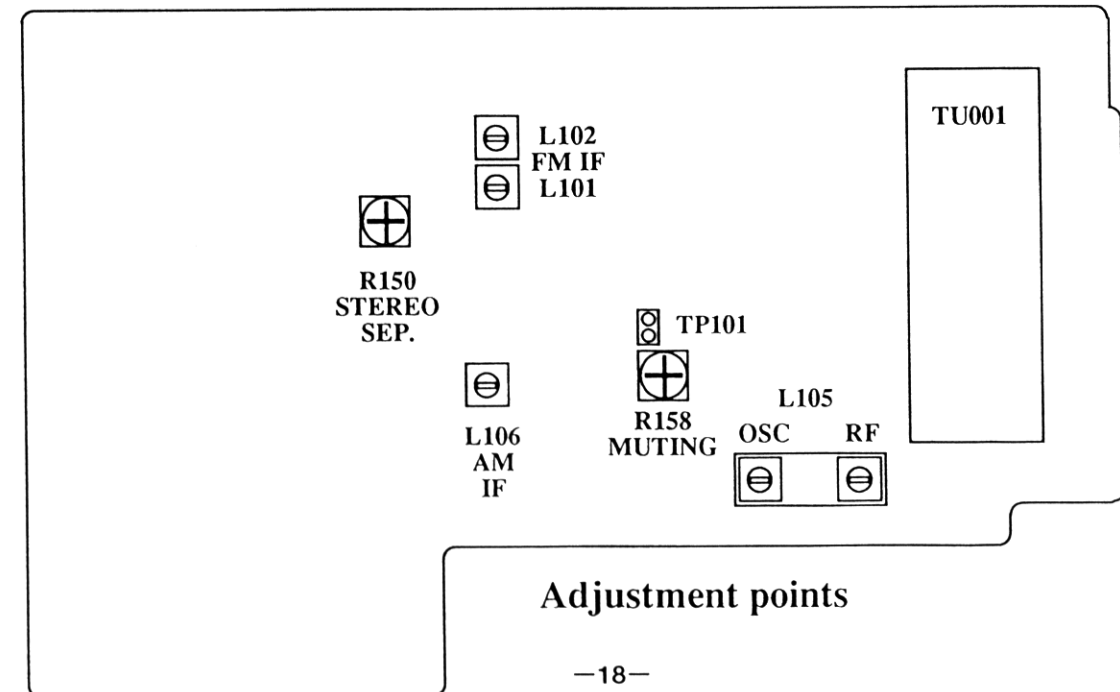 TU001
L102
FM IF
L101
R150
STEREO
SEP.
TP101
L106
AM
IF
R158
MUTING
L105
OSC RF
Adjustment points
—18—